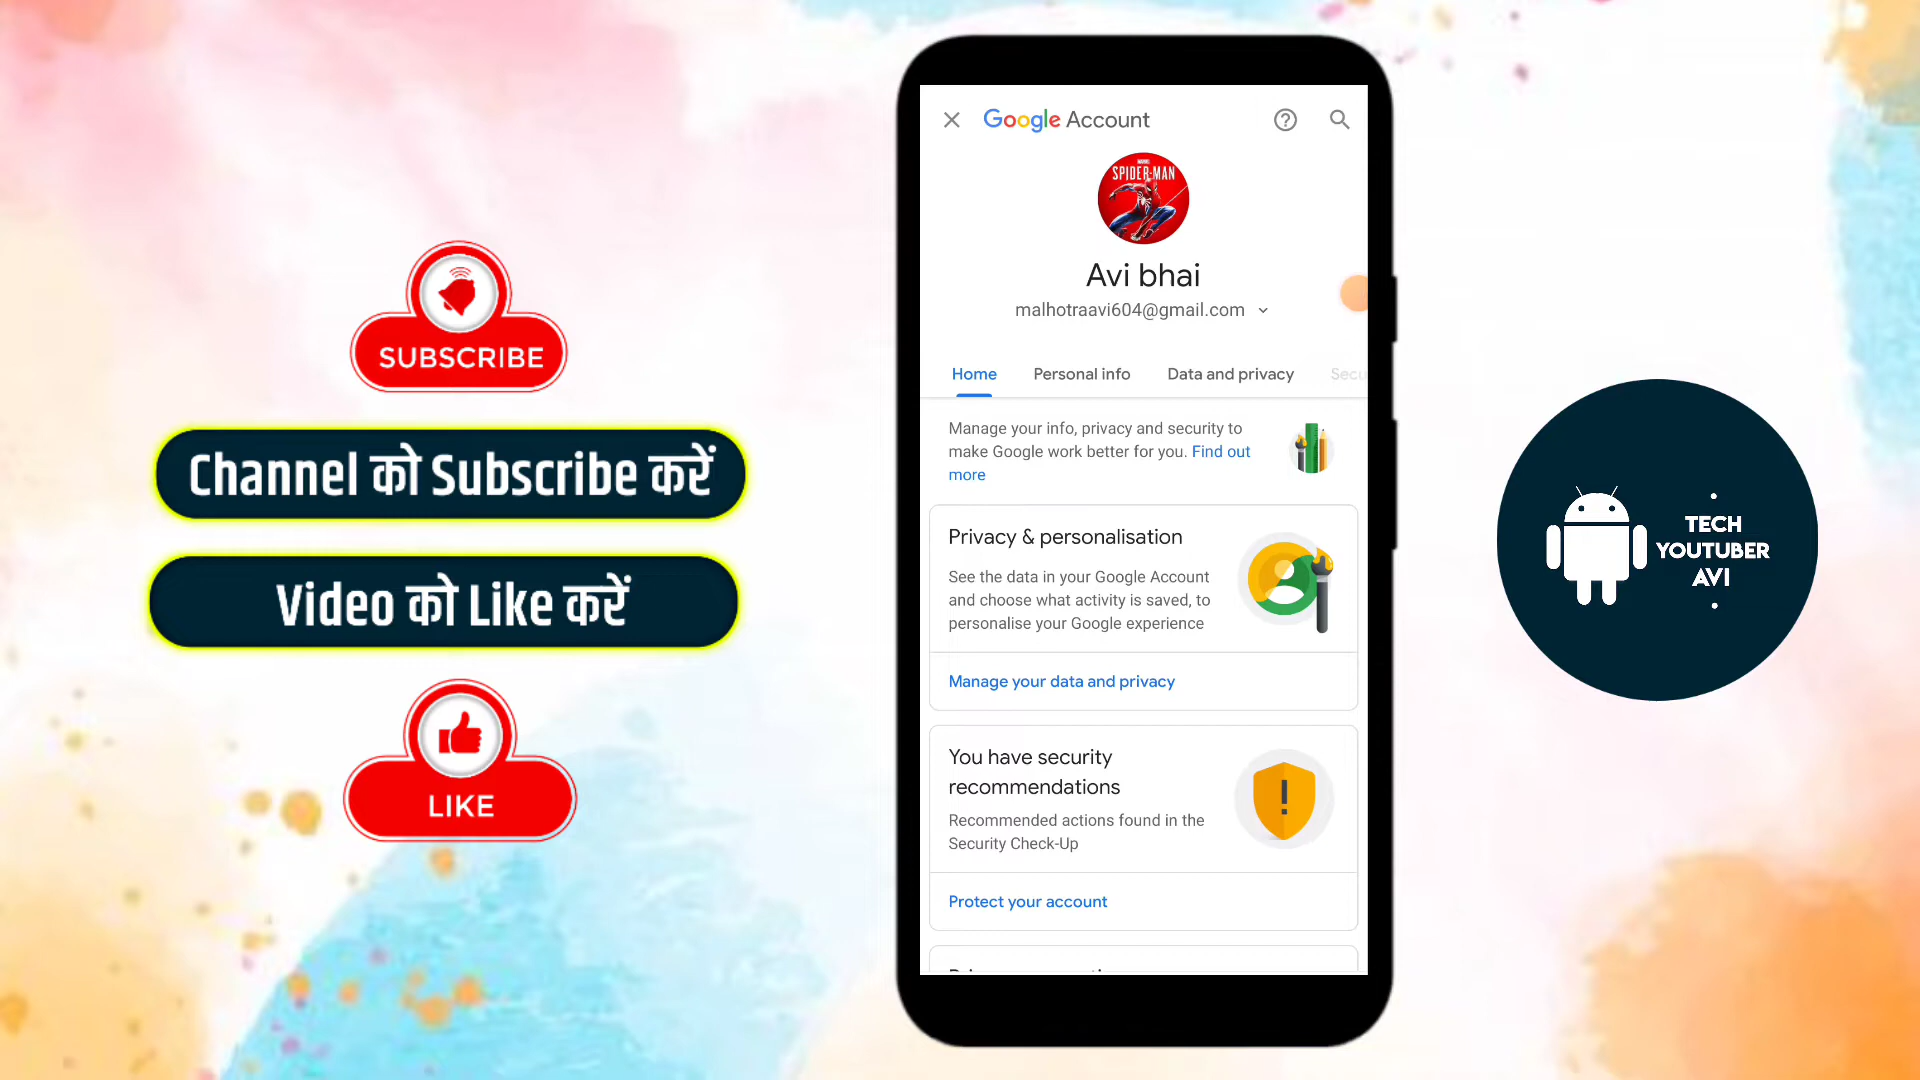 SUBSCRIBE
Channel को Subscribe करें
Video को Like करें
LIKE
Google Account
MARVEL
SPIDER-MAN
Avi bhai
malhotraavi604@gmail.com
Home Personal info Data and privacy Secu
Manage your info, privacy and security to
make Google work better for you. Find out
more
Privacy & personalisation
See the data in your Google Account
and choose what activity is saved, to
personalise your Google experience
Manage your data and privacy
You have security
recommendations
Recommended actions found in the
Security Check-Up
Protect your account
TECH
YOUTUBER
AVI